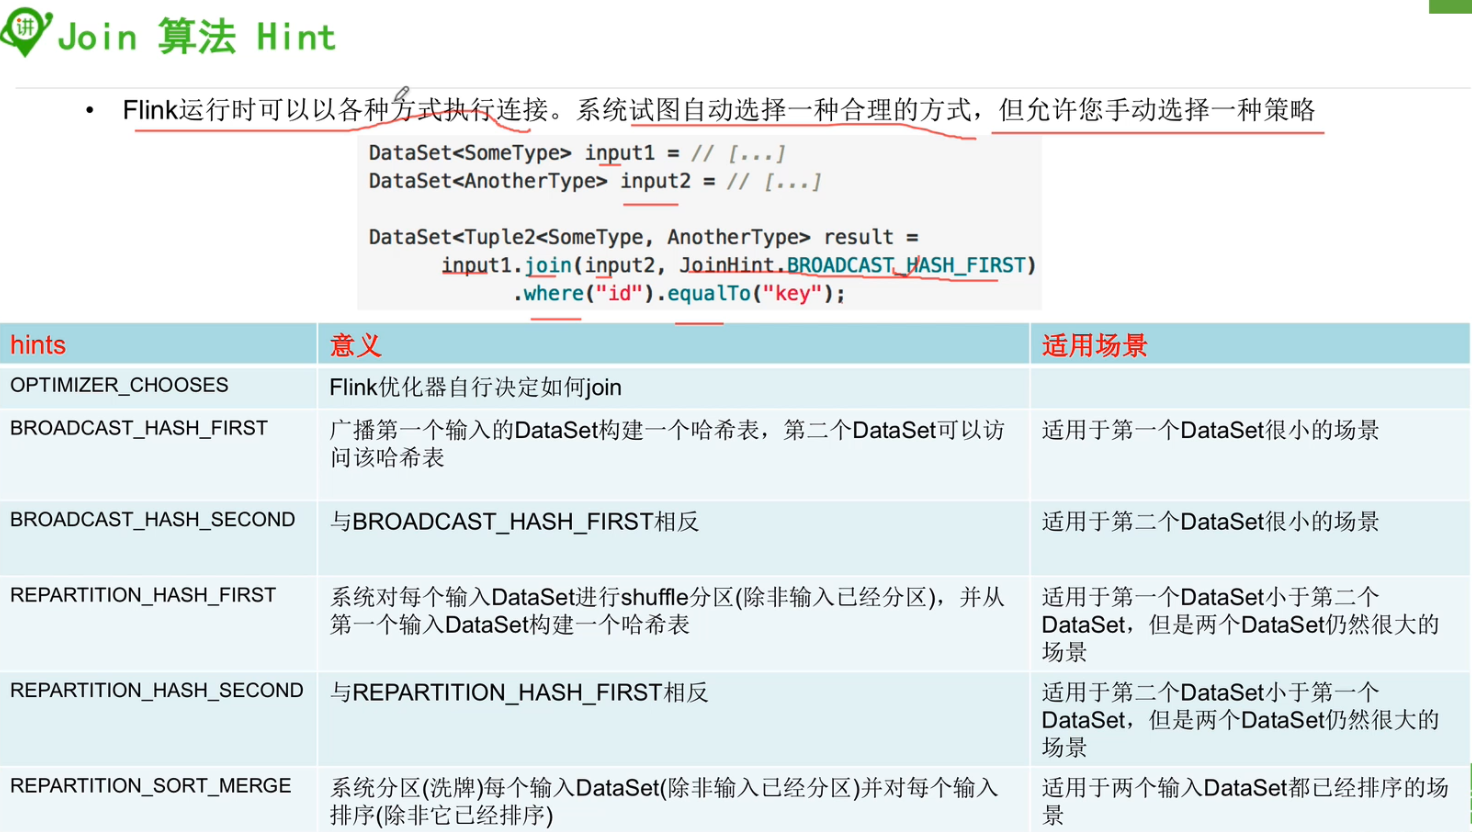 讲
Join 算法 Hint
• Flink运行时可以以各种方式执行连接。系统试图自动选择一种合理的方式，但允许您手动选择一种策略
DataSet<SomeType> input1 = // [...]
DataSet<AnotherType> input2 = // [...]
DataSet<Tuple2<SomeType, AnotherType> result =
input1.join(input2, JoinHint.BROADCAST_HASH_FIRST)
.where("id").equalTo("key");
hints 意义 适用场景
OPTIMIZER_CHOOSES Flink优化器自行决定如何join
BROADCAST_HASH_FIRST 广播第一个输入的DataSet构建一个哈希表，第二个DataSet可以访 适用于第一个DataSet很小的场景
问该哈希表
BROADCAST_HASH_SECOND 与BROADCAST_HASH_FIRST相反 适用于第二个DataSet很小的场景
REPARTITION_HASH_FIRST 系统对每个输入DataSet进行shuffle分区(除非输入已经分区)，并从 适用于第一个DataSet小于第二个
第一个输入DataSet构建一个哈希表 DataSet，但是两个DataSet仍然很大的
场景
REPARTITION_HASH_SECOND 与REPARTITION_HASH_FIRST相反 适用于第二个DataSet小于第一个
DataSet，但是两个DataSet仍然很大的
场景
REPARTITION_SORT_MERGE 系统分区(洗牌)每个输入DataSet(除非输入已经分区)并对每个输入 适用于两个输入DataSet都已经排序的场
排序(除非它已经排序) 景